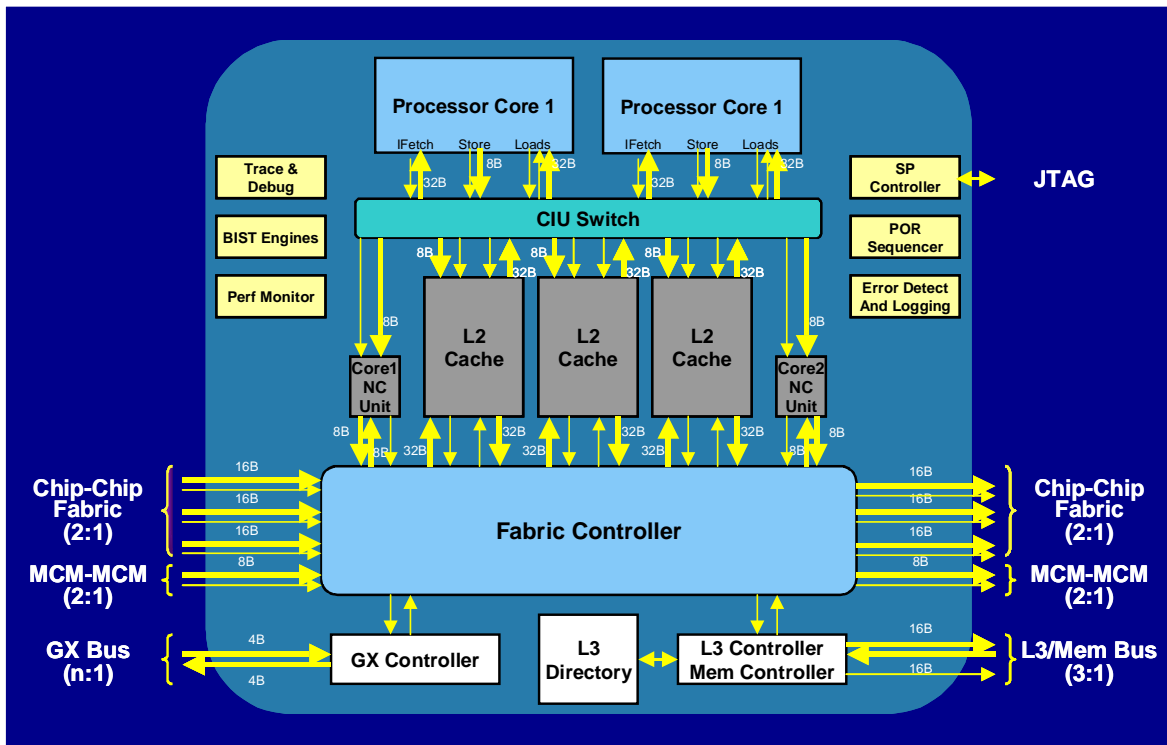 Processor Core 1
IFetch Store Loads
Processor Core 1
IFetch Store Loads
32B
8B
32B
32B
8B
32B
Trace &
Debug
BIST Engines
Perf Monitor
SP
Controller
POR
Sequencer
Error Detect
And Logging
JTAG
CIU Switch
8B
32B
8B
32B
8B
32B
8B
8B
L2
Cache
L2
Cache
L2
Cache
Core1
NC
Unit
Core2
NC
Unit
8B
8B
32B
32B
32B
32B
32B
32B
8B
8B
Fabric Controller
Chip-Chip
Fabric
(2:1)
16B
16B
16B
MCM-MCM
(2:1)
8B
GX Bus
(n:1)
4B
4B
GX Controller
L3
Directory
L3 Controller
Mem Controller
16B
16B
16B
Chip-Chip
Fabric
(2:1)
8B
MCM-MCM
(2:1)
16B
16B
L3/Mem Bus
(3:1)